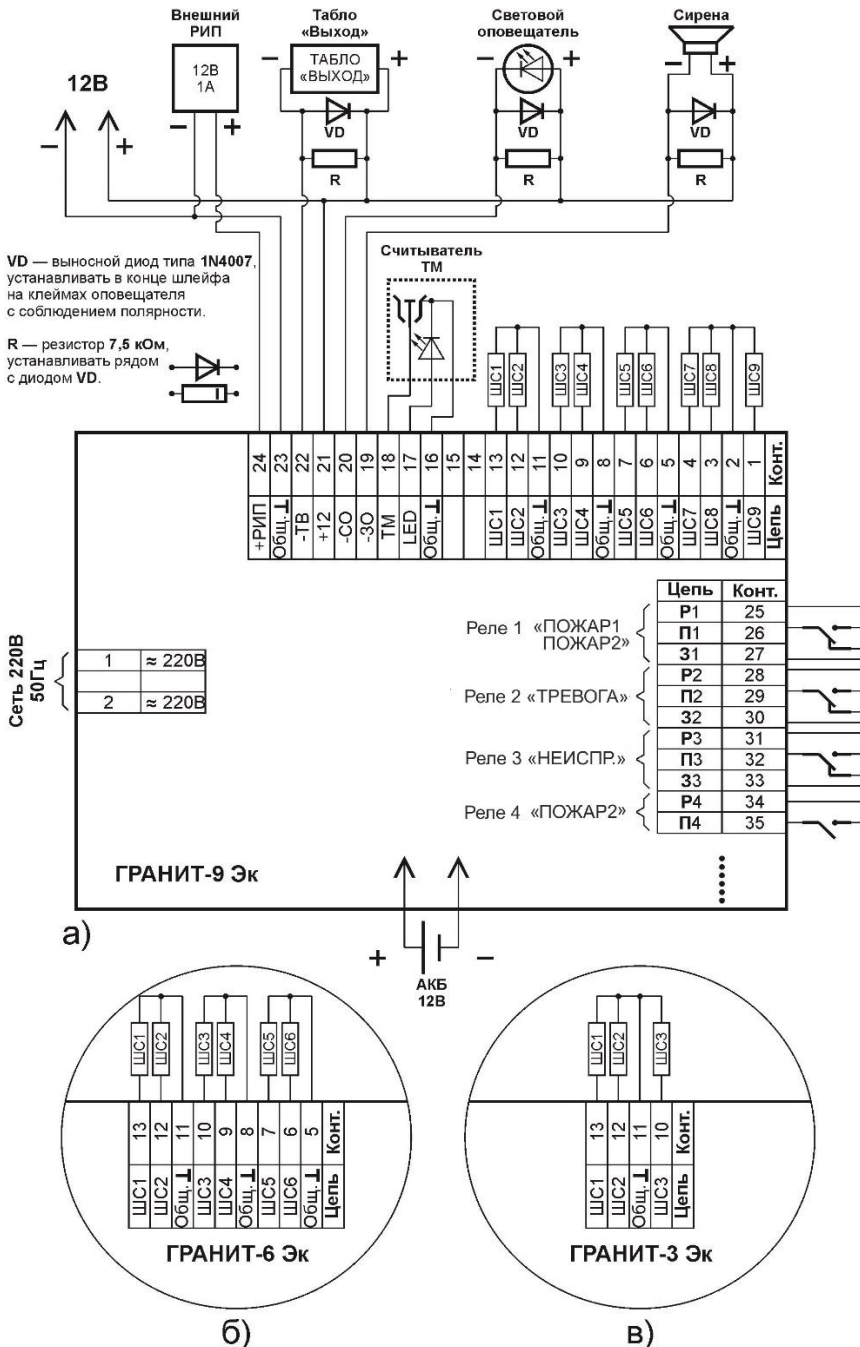 Внешний РИП
Табло «Выход»
Световой оповещатель
Сирена
12В
12В 1А
ТАБЛО «ВЫХОД»
− + − + − +
− + − +
VD VD VD
R R R
VD — выносной диод типа 1N4007,
устанавливать в конце шлейфа
на клеймах оповещателя
с соблюдением полярности.
R — резистор 7,5 кОм,
устанавливать рядом
с диодом VD.
Считыватель ТМ
ШС1 ШС2 ШС3 ШС4 ШС5 ШС6 ШС7 ШС8 ШС9
24 23 22 21 20 19 18 17 16 15 14 13 12 11 10 9 8 7 6 5 4 3 2 1 Конт.
+РИП Общ. -ТВ +12 -СО -ЗО ТМ LED Общ. ШС1 ШС2 Общ. ШС3 ШС4 Общ. ШС5 ШС6 Общ. ШС7 ШС8 Общ. ШС9 Цепь
Цепь Конт.
Р1 25
П1 26
З1 27
Р2 28
П2 29
З2 30
Р3 31
П3 32
З3 33
Р4 34
П4 35
Реле 1 «ПОЖАР1
ПОЖАР2»
Реле 2 «ТРЕВОГА»
Реле 3 «НЕИСПР.»
Реле 4 «ПОЖАР2»
Сеть 220В
50Гц
1 ≈ 220В
2 ≈ 220В
ГРАНИТ-9 Эк
а)
+ −
АКБ
12В
ШС1 ШС2 ШС3 ШС4 ШС5 ШС6
13 12 11 10 9 8 7 6 5 Конт.
ШС1 ШС2 Общ. ШС3 ШС4 Общ. ШС5 ШС6 Общ. Цепь
ГРАНИТ-6 Эк
б)
ШС1 ШС2 ШС3
13 12 11 10 Конт.
ШС1 ШС2 Общ. ШС3 Цепь
ГРАНИТ-3 Эк
в)